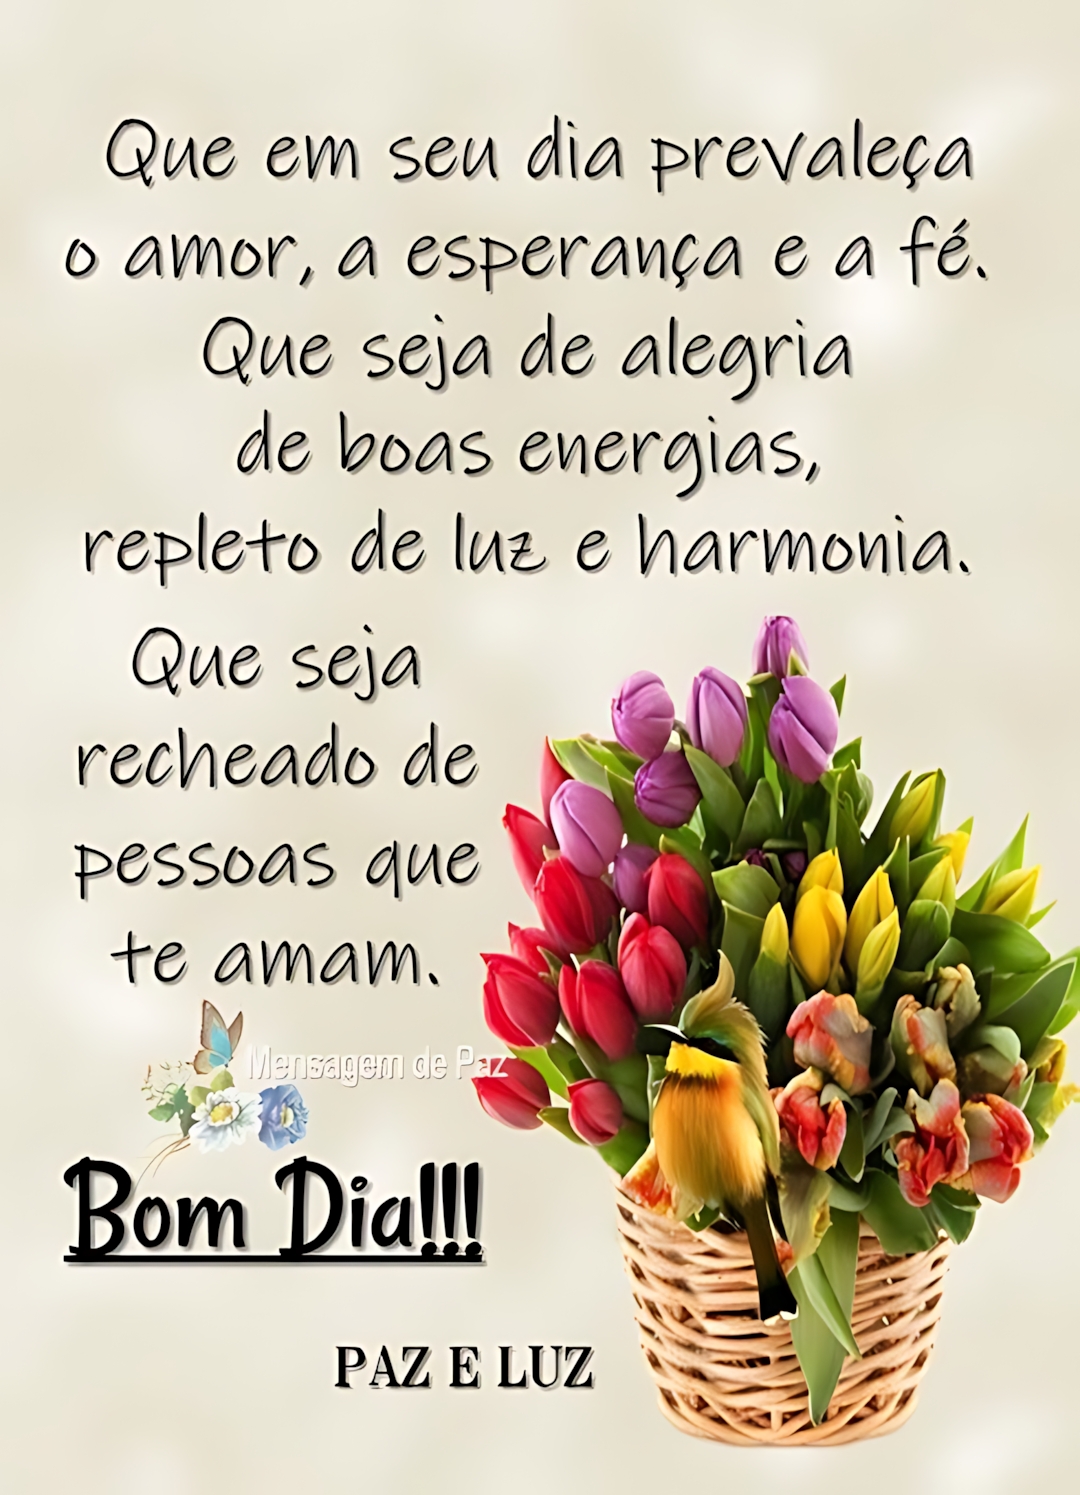 Que em seu dia prevaleça
o amor, a esperança e a fé.
Que seja de alegria
de boas energias,
repleto de luz e harmonia.
Que seja
recheado de
pessoas que
te amam.
Mensagem de Paz
Bom Dia!!!
PAZ E LUZ